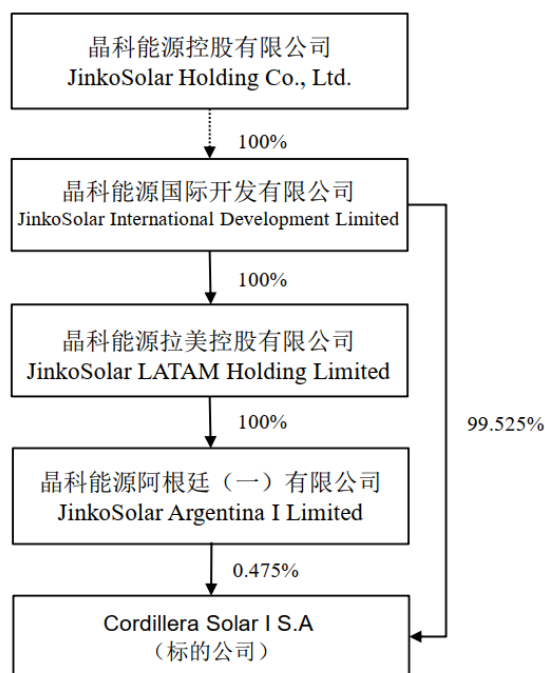 晶科能源控股有限公司
JinkoSolar Holding Co., Ltd.
100%
晶科能源国际开发有限公司
JinkoSolar International Development Limited
100%
晶科能源拉美控股有限公司
JinkoSolar LATAM Holding Limited
100%
99.525%
晶科能源阿根廷（一）有限公司
JinkoSolar Argentina I Limited
0.475%
Cordillera Solar I S.A
（标的公司）